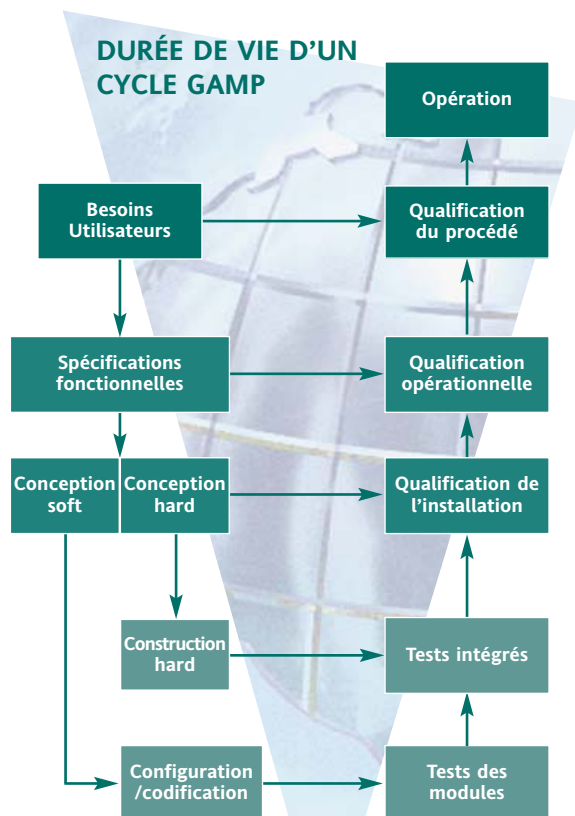 DURÉE DE VIE D'UN
CYCLE GAMP
Opération
Besoins
Utilisateurs
Qualification
du procédé
Spécifications
fonctionnelles
Qualification
opérationnelle
Conception
soft
Conception
hard
Qualification de
l'installation
Construction
hard
Tests intégrés
Configuration
/codification
Tests des
modules